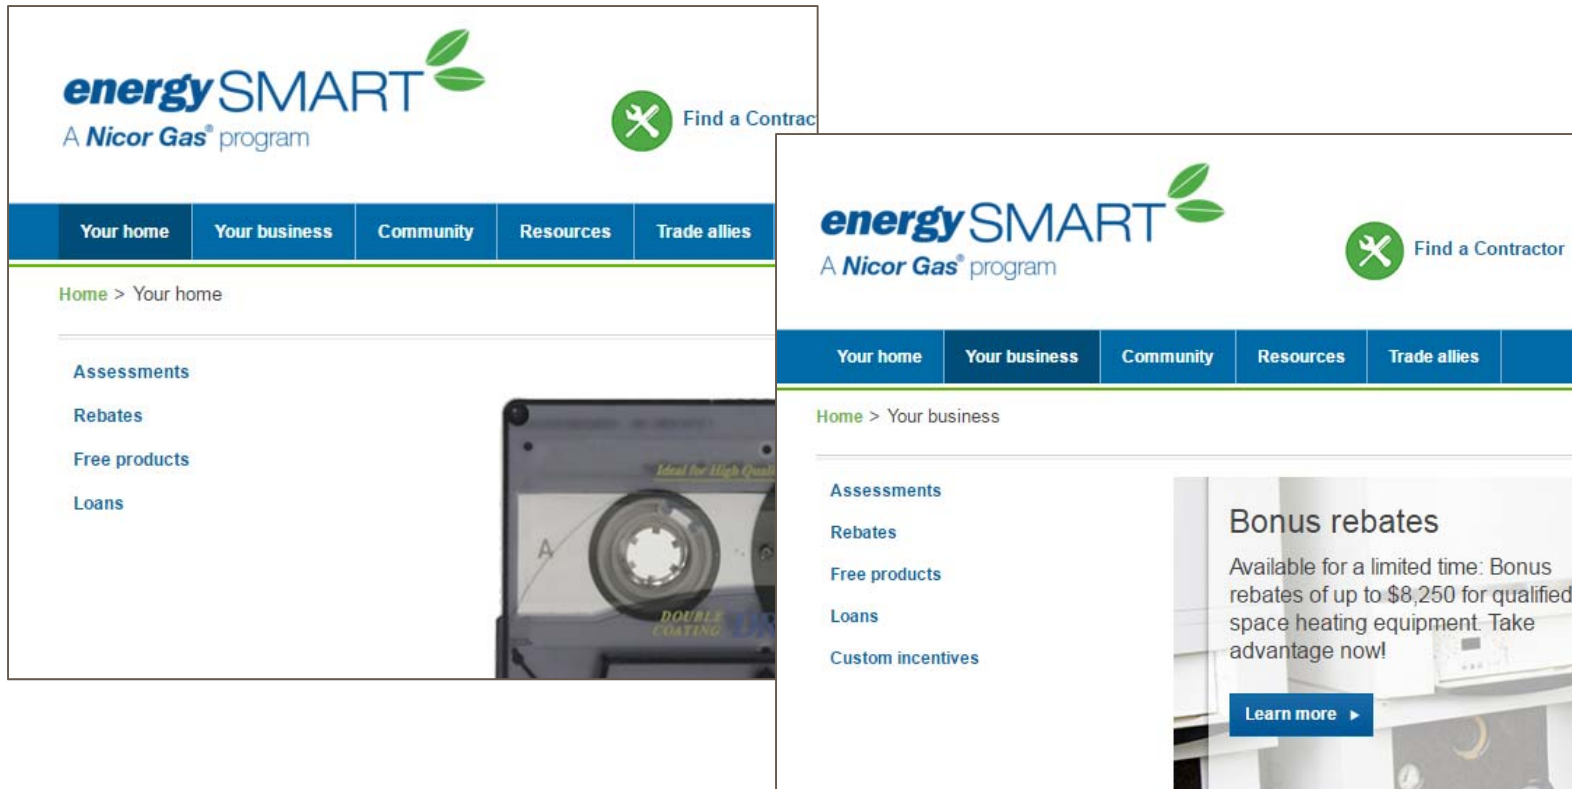 energySMART
A Nicor Gas® program
Find a Contrac
Your home
Your business
Community
Resources
Trade allies
Home > Your home
Assessments
Rebates
Free products
Loans
Ideal for High
A
DOUBLE
COATING
energySMART
A Nicor Gas® program
Find a Contractor
Your home
Your business
Community
Resources
Trade allies
Home > Your business
Assessments
Rebates
Free products
Loans
Custom incentives
Bonus rebates
Available for a limited time: Bonus
rebates of up to $8,250 for qualified
space heating equipment. Take
advantage now!
Learn more